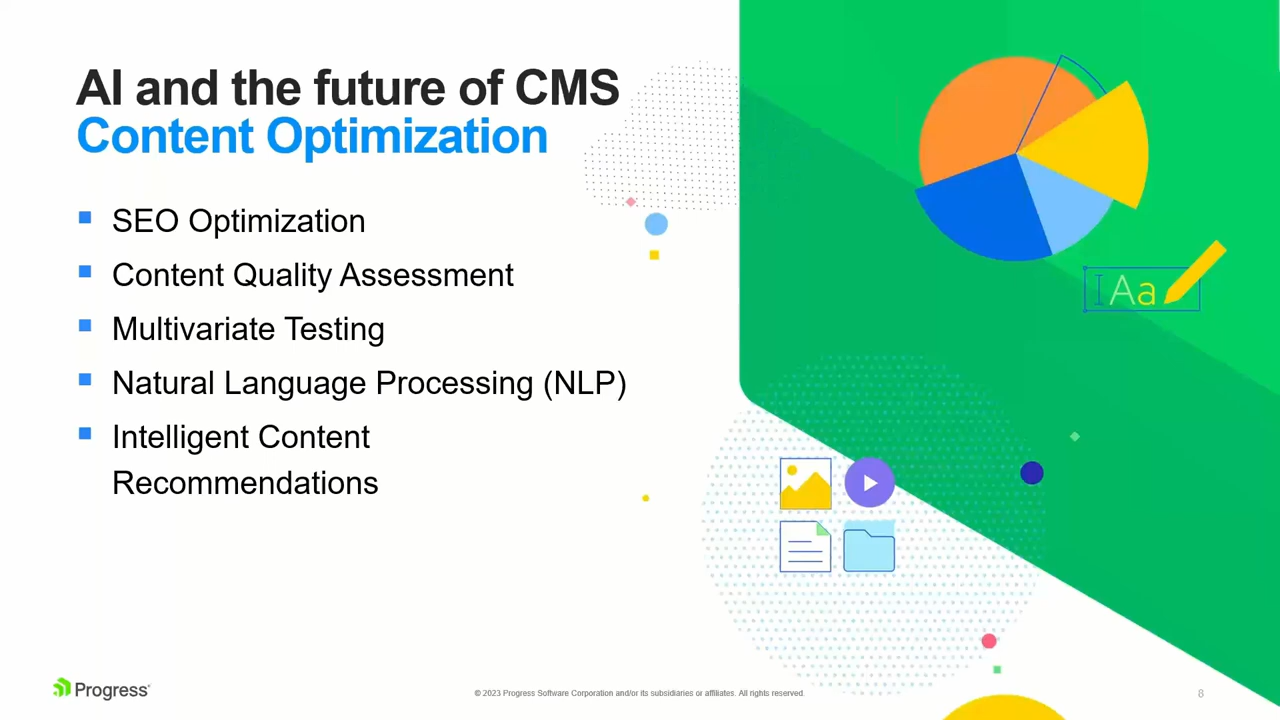 AI and the future of CMS
Content Optimization
SEO Optimization
Content Quality Assessment
Multivariate Testing
Natural Language Processing (NLP)
Intelligent Content
Recommendations
Aa
Progress
© 2023 Progress Software Corporation and/or its subsidiaries or affiliates. All rights reserved.
8